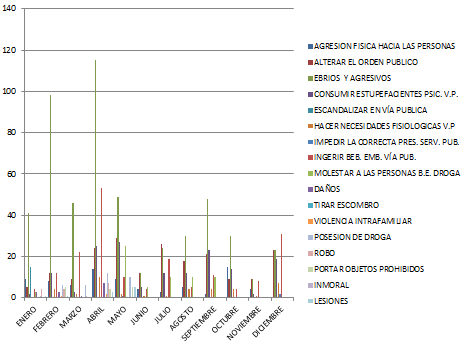 140
120
100
80
60
40
20
0
ENERO
FEBRERO
MARZO
ABRIL
MAYO
JUNIO
JULIO
AGOSTO
SEPTIEMBRE
OCTUBRE
NOVIEMBRE
DICIEMBRE
AGRESION FISICA HACIA LAS PERSONAS
ALTERAR EL ORDEN PUBLICO
EBRIOS Y AGRESIVOS
CONSUMIR ESTUPEFACIENTES PSIC. V.P.
ESCANDALIZAR EN VÍA PUBLICA
HACER NECESIDADES FISIOLOGICAS V.P
IMPEDIR LA CORRECTA PRES. SERV. PUB.
INGERIR BEB. EMB. VÍA PUB.
MOLESTAR A LAS PERSONAS B.E. DROGA
DAÑOS
TIRAR ESCOMBRO
VIOLENCIA INTRAFAMILIAR
POSESION DE DROGA
ROBO
PORTAR OBJETOS PROHIBIDOS
INMORAL
LESIONES